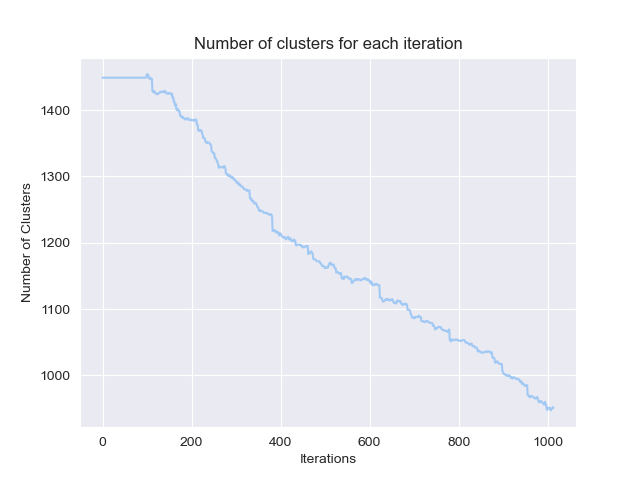 Number of clusters for each iteration
Number of Clusters
1400
1300
1200
1100
1000
0 200 400 600 800 1000
Iterations